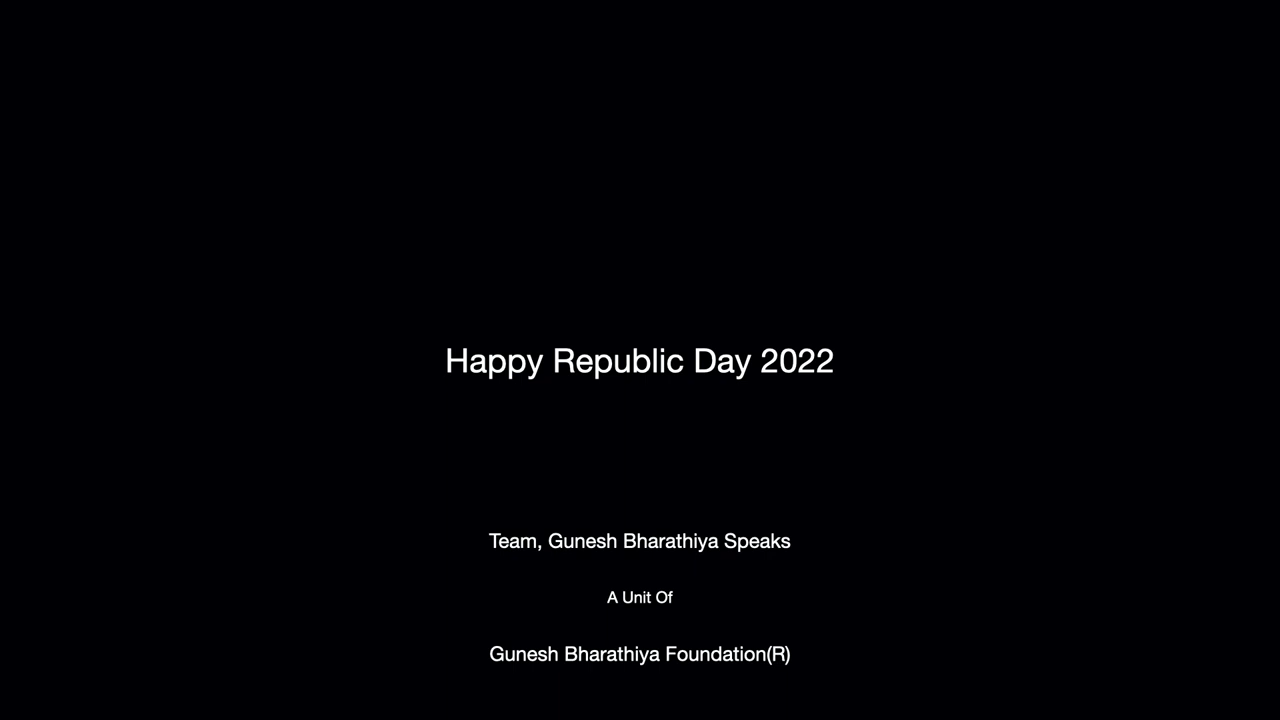 Happy Republic Day 2022
Team, Gunesh Bharathiya Speaks
A Unit Of
Gunesh Bharathiya Foundation(R)